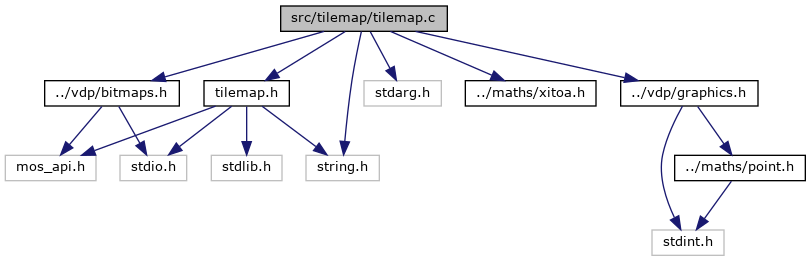 src/tilemap/tilemap.c
../vdp/bitmaps.h
tilemap.h
stdarg.h
../maths/xitoa.h
../vdp/graphics.h
mos_api.h
stdio.h
stdlib.h
string.h
../maths/point.h
stdint.h